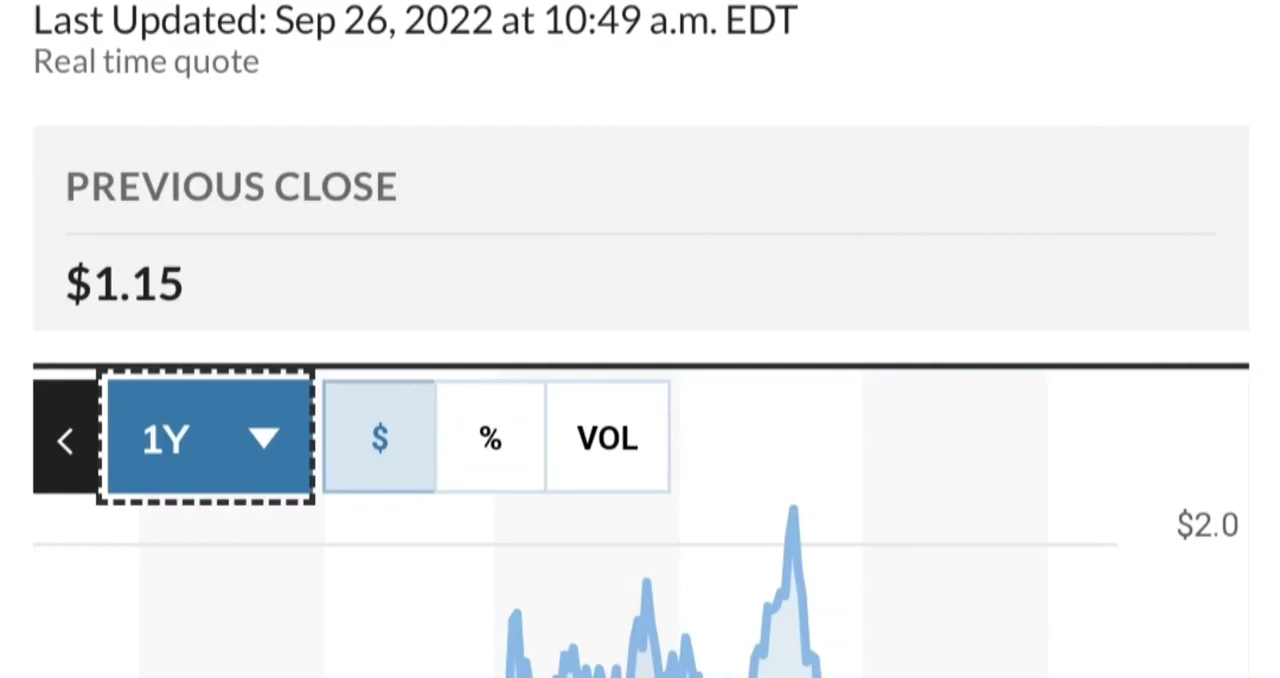 Last Updated: Sep 26, 2022 at 10:49 a.m. EDT
Real time quote
PREVIOUS CLOSE
$1.15
1Y $ % VOL
$2.0